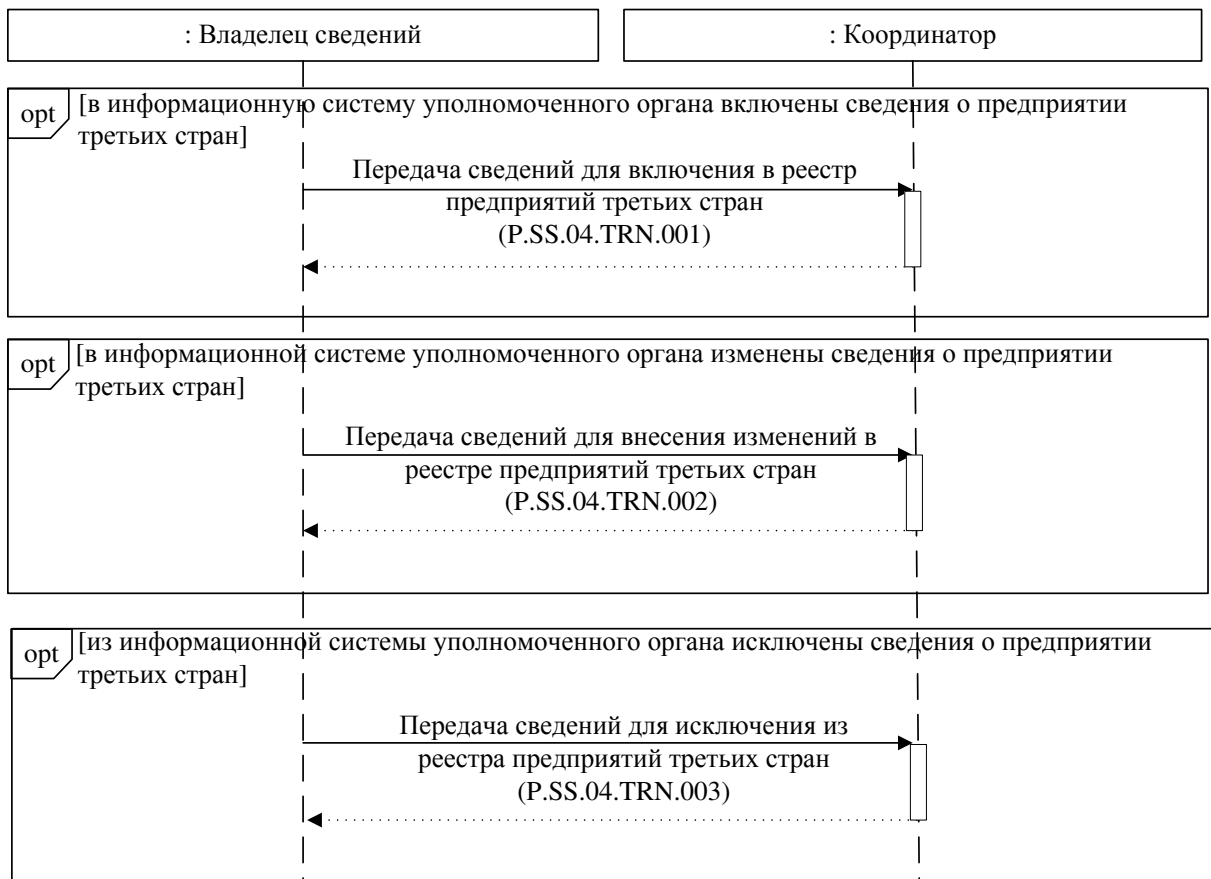 : Владелец сведений
: Координатор
opt
[в информационную систему уполномоченного органа включены сведения о предприятии
третьих стран]
Передача сведений для включения в реестр
предприятий третьих стран
(P.SS.04.TRN.001)
opt
[в информационной системе уполномоченного органа изменены сведения о предприятии
третьих стран]
Передача сведений для внесения изменений в
реестре предприятий третьих стран
(P.SS.04.TRN.002)
opt
[из информационной системы уполномоченного органа исключены сведения о предприятии
третьих стран]
Передача сведений для исключения из
реестра предприятий третьих стран
(P.SS.04.TRN.003)